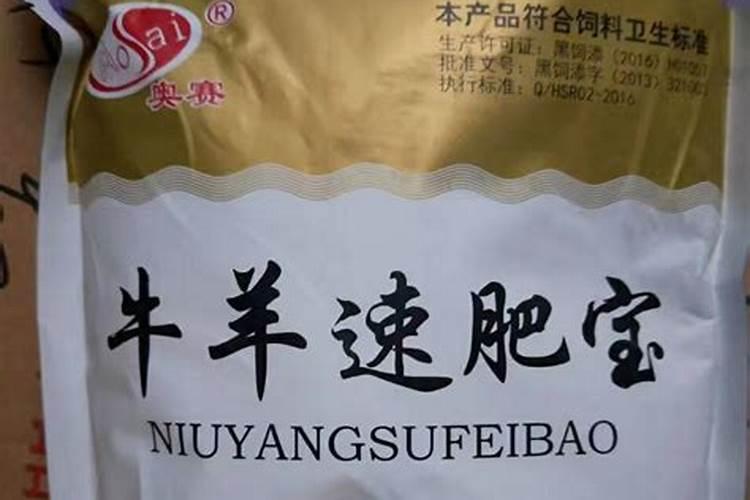 aosai®
奥赛
本产品符合饲料卫生标准
生产许可证：黑饲添（2016）H01067
批准文号：黑饲添字（2013）321003
执行标准：Q/HSR02-2016
牛羊速肥宝
NIUYANGSUFEIBAO